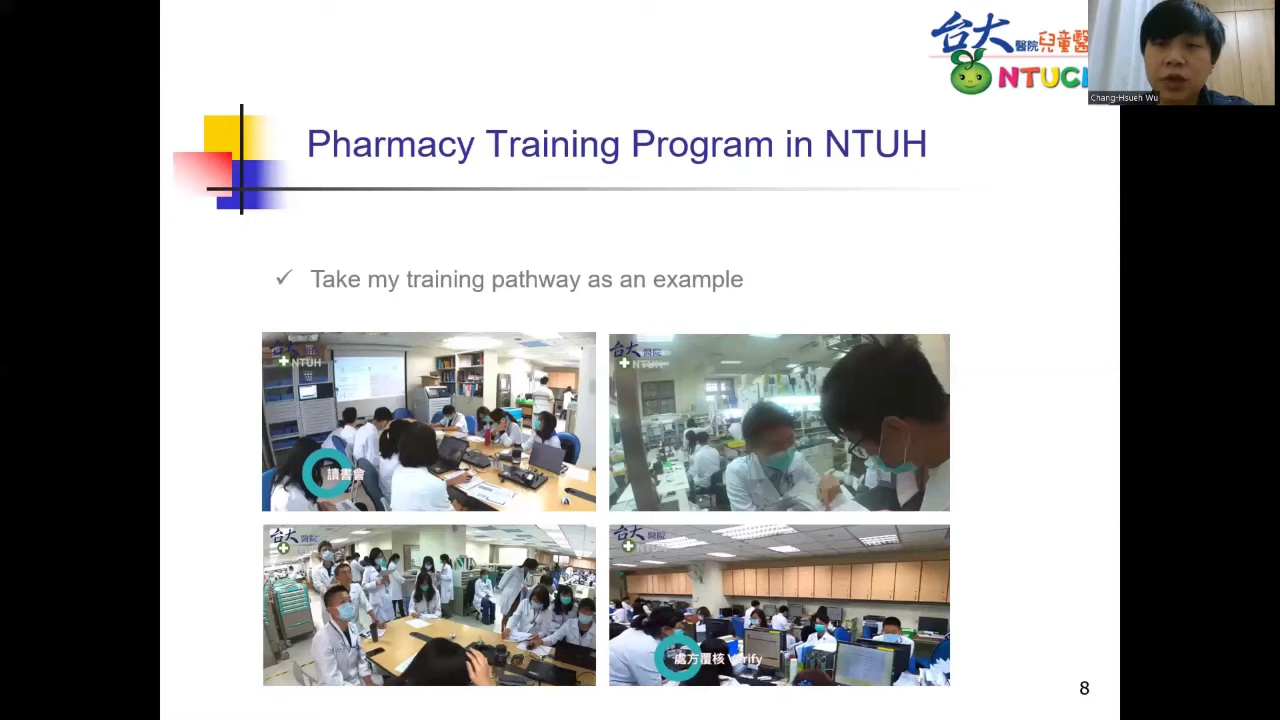 台大醫院兒童醫
NTUC
Chang-Hsueh Wu
Pharmacy Training Program in NTUH
✓ Take my training pathway as an example
台大醫院
NTUH
讀書會
台大醫院
NTUH
台大醫院
台大醫院
NTUH
處方覆核 Verify
8